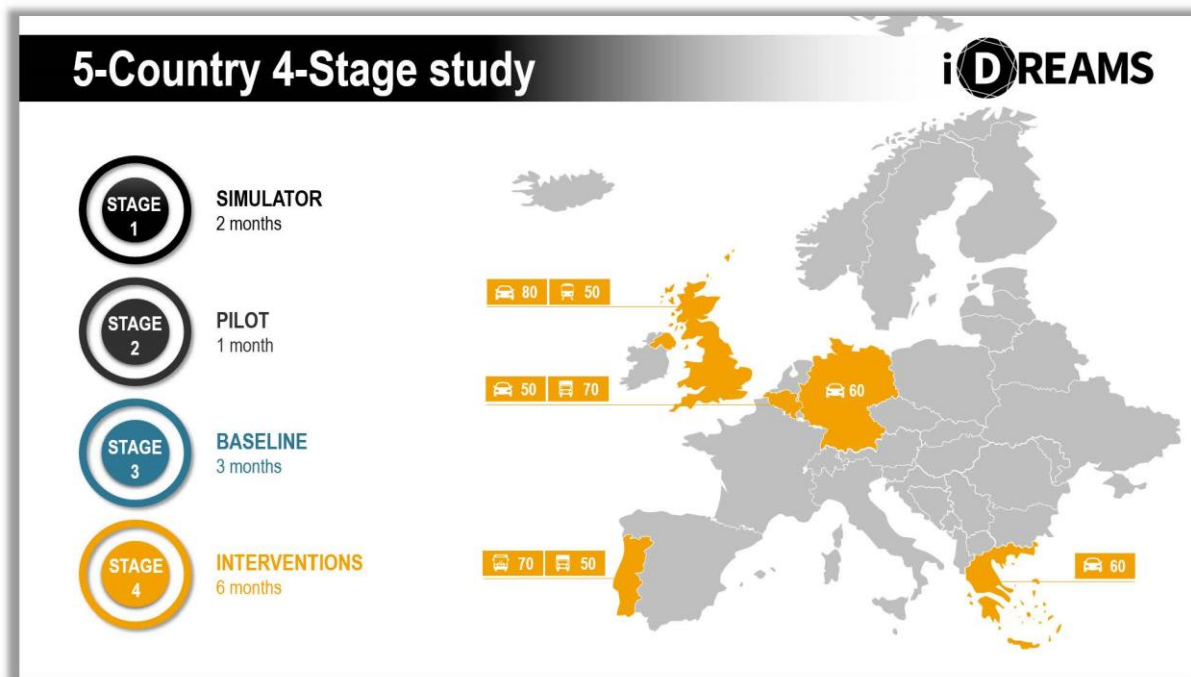 5-Country 4-Stage study
iDREAMS
STAGE
1
SIMULATOR
2 months
STAGE
2
PILOT
1 month
STAGE
3
BASELINE
3 months
STAGE
4
INTERVENTIONS
6 months
80 50
50 70
60
70 50
60